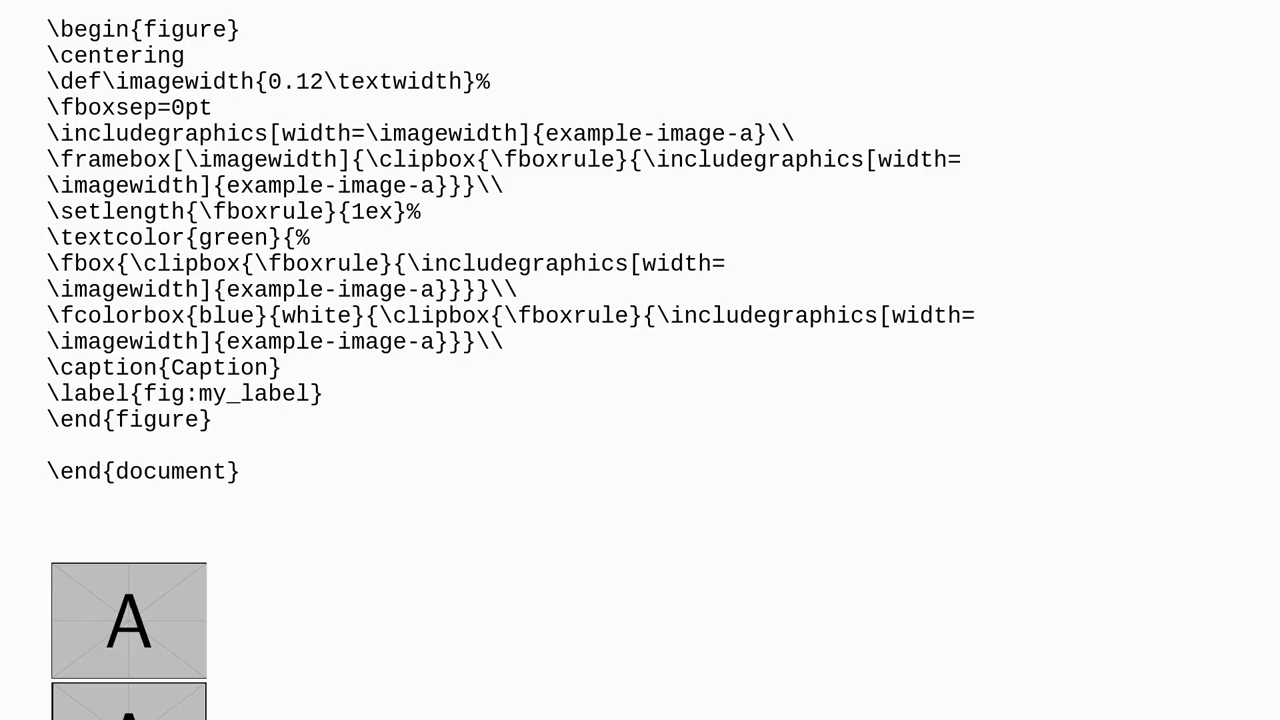 \begin{figure}
\centering
\def\imagewidth{0.12\textwidth}%
\fboxsep=0pt
\includegraphics[width=\imagewidth]{example-image-a}\\
\framebox[\imagewidth]{\clipbox{\fboxrule}{\includegraphics[width=
\imagewidth]{example-image-a}}}\\
\setlength{\fboxrule}{1ex}%
\textcolor{green}{%
\fbox{\clipbox{\fboxrule}{\includegraphics[width=
\imagewidth]{example-image-a}}}}\\
\fcolorbox{blue}{white}{\clipbox{\fboxrule}{\includegraphics[width=
\imagewidth]{example-image-a}}}\\
\caption{Caption}
\label{fig:my_label}
\end{figure}
\end{document}
A